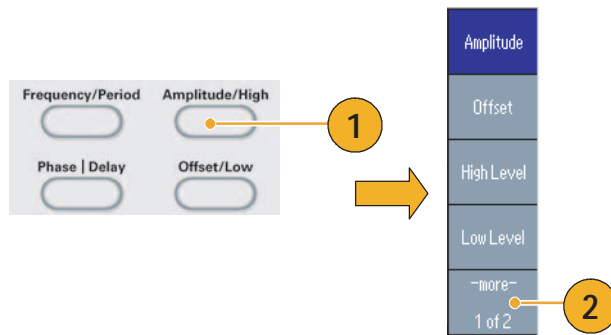 Frequency/Period
Amplitude/High
1
Phase | Delay
Offset/Low
Amplitude
Offset
High Level
Low Level
-more-
1 of 2
2